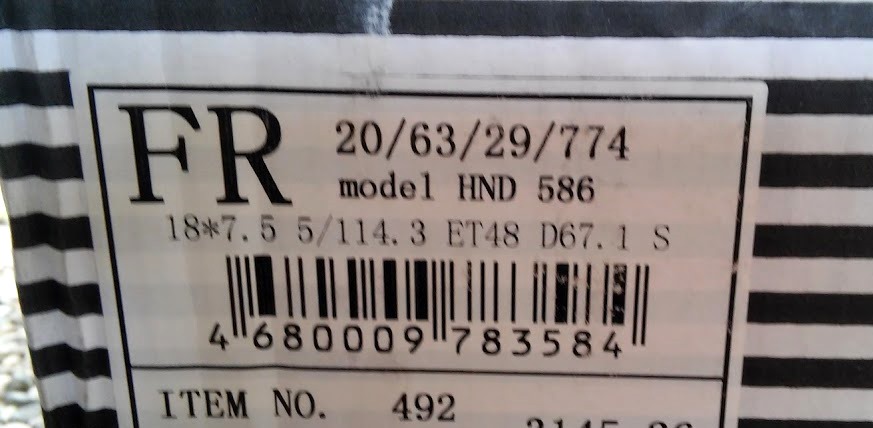 FR
20/63/29/774
model HND 586
18*7.5 5/114.3 ET48 D67.1 S
4 680009 783584
ITEM NO. 492